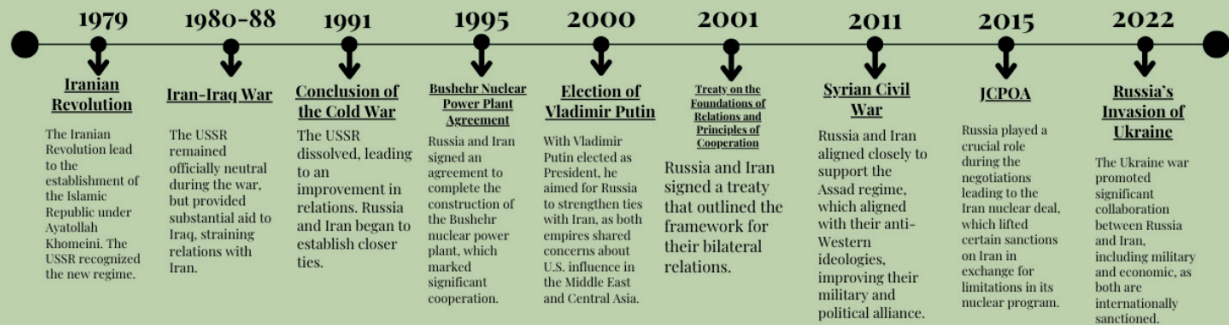 1979
1980-88
1991
1995
2000
2001
2011
2015
2022
Iranian
Revolution
The Iranian
Revolution lead
to the
establishment of
the Islamic
Republic under
Ayatollah
Khomeini. The
USSR recognized
the new regime.
Iran-Iraq War
The USSR
remained
officially neutral
during the war,
but provided
substantial aid to
Iraq, straining
relations with
Iran.
Conclusion of
the Cold War
The USSR
dissolved, leading
to an
improvement in
relations. Russia
and Iran began to
establish closer
ties.
Bushehr Nuclear
Power Plant
Agreement
Russia and Iran
signed an
agreement to
complete the
construction of
the Bushehr
nuclear power
plant, which
marked
significant
cooperation.
Election of
Vladimir Putin
With Vladimir
Putin elected as
President, he
aimed for Russia
to strengthen ties
with Iran, as both
empires shared
concerns about
U.S. influence in
the Middle East
and Central Asia.
Treaty on the
Foundations of
Relations and
Principles of
Cooperation
Russia and Iran
signed a treaty
that outlined the
framework for
their bilateral
relations.
Syrian Civil
War
Russia and Iran
aligned closely to
support the
Assad regime,
which aligned
with their anti-
Western
ideologies,
improving their
military and
political alliance.
JCPOA
Russia played a
crucial role
during the
negotiations
leading to the
Iran nuclear deal,
which lifted
certain sanctions
on Iran in
exchange for
limitations in its
nuclear program.
Russia's
Invasion of
Ukraine
The Ukraine war
promoted
significant
collaboration
between Russia
and Iran,
including military
and economic, as
both are
internationally
sanctioned.